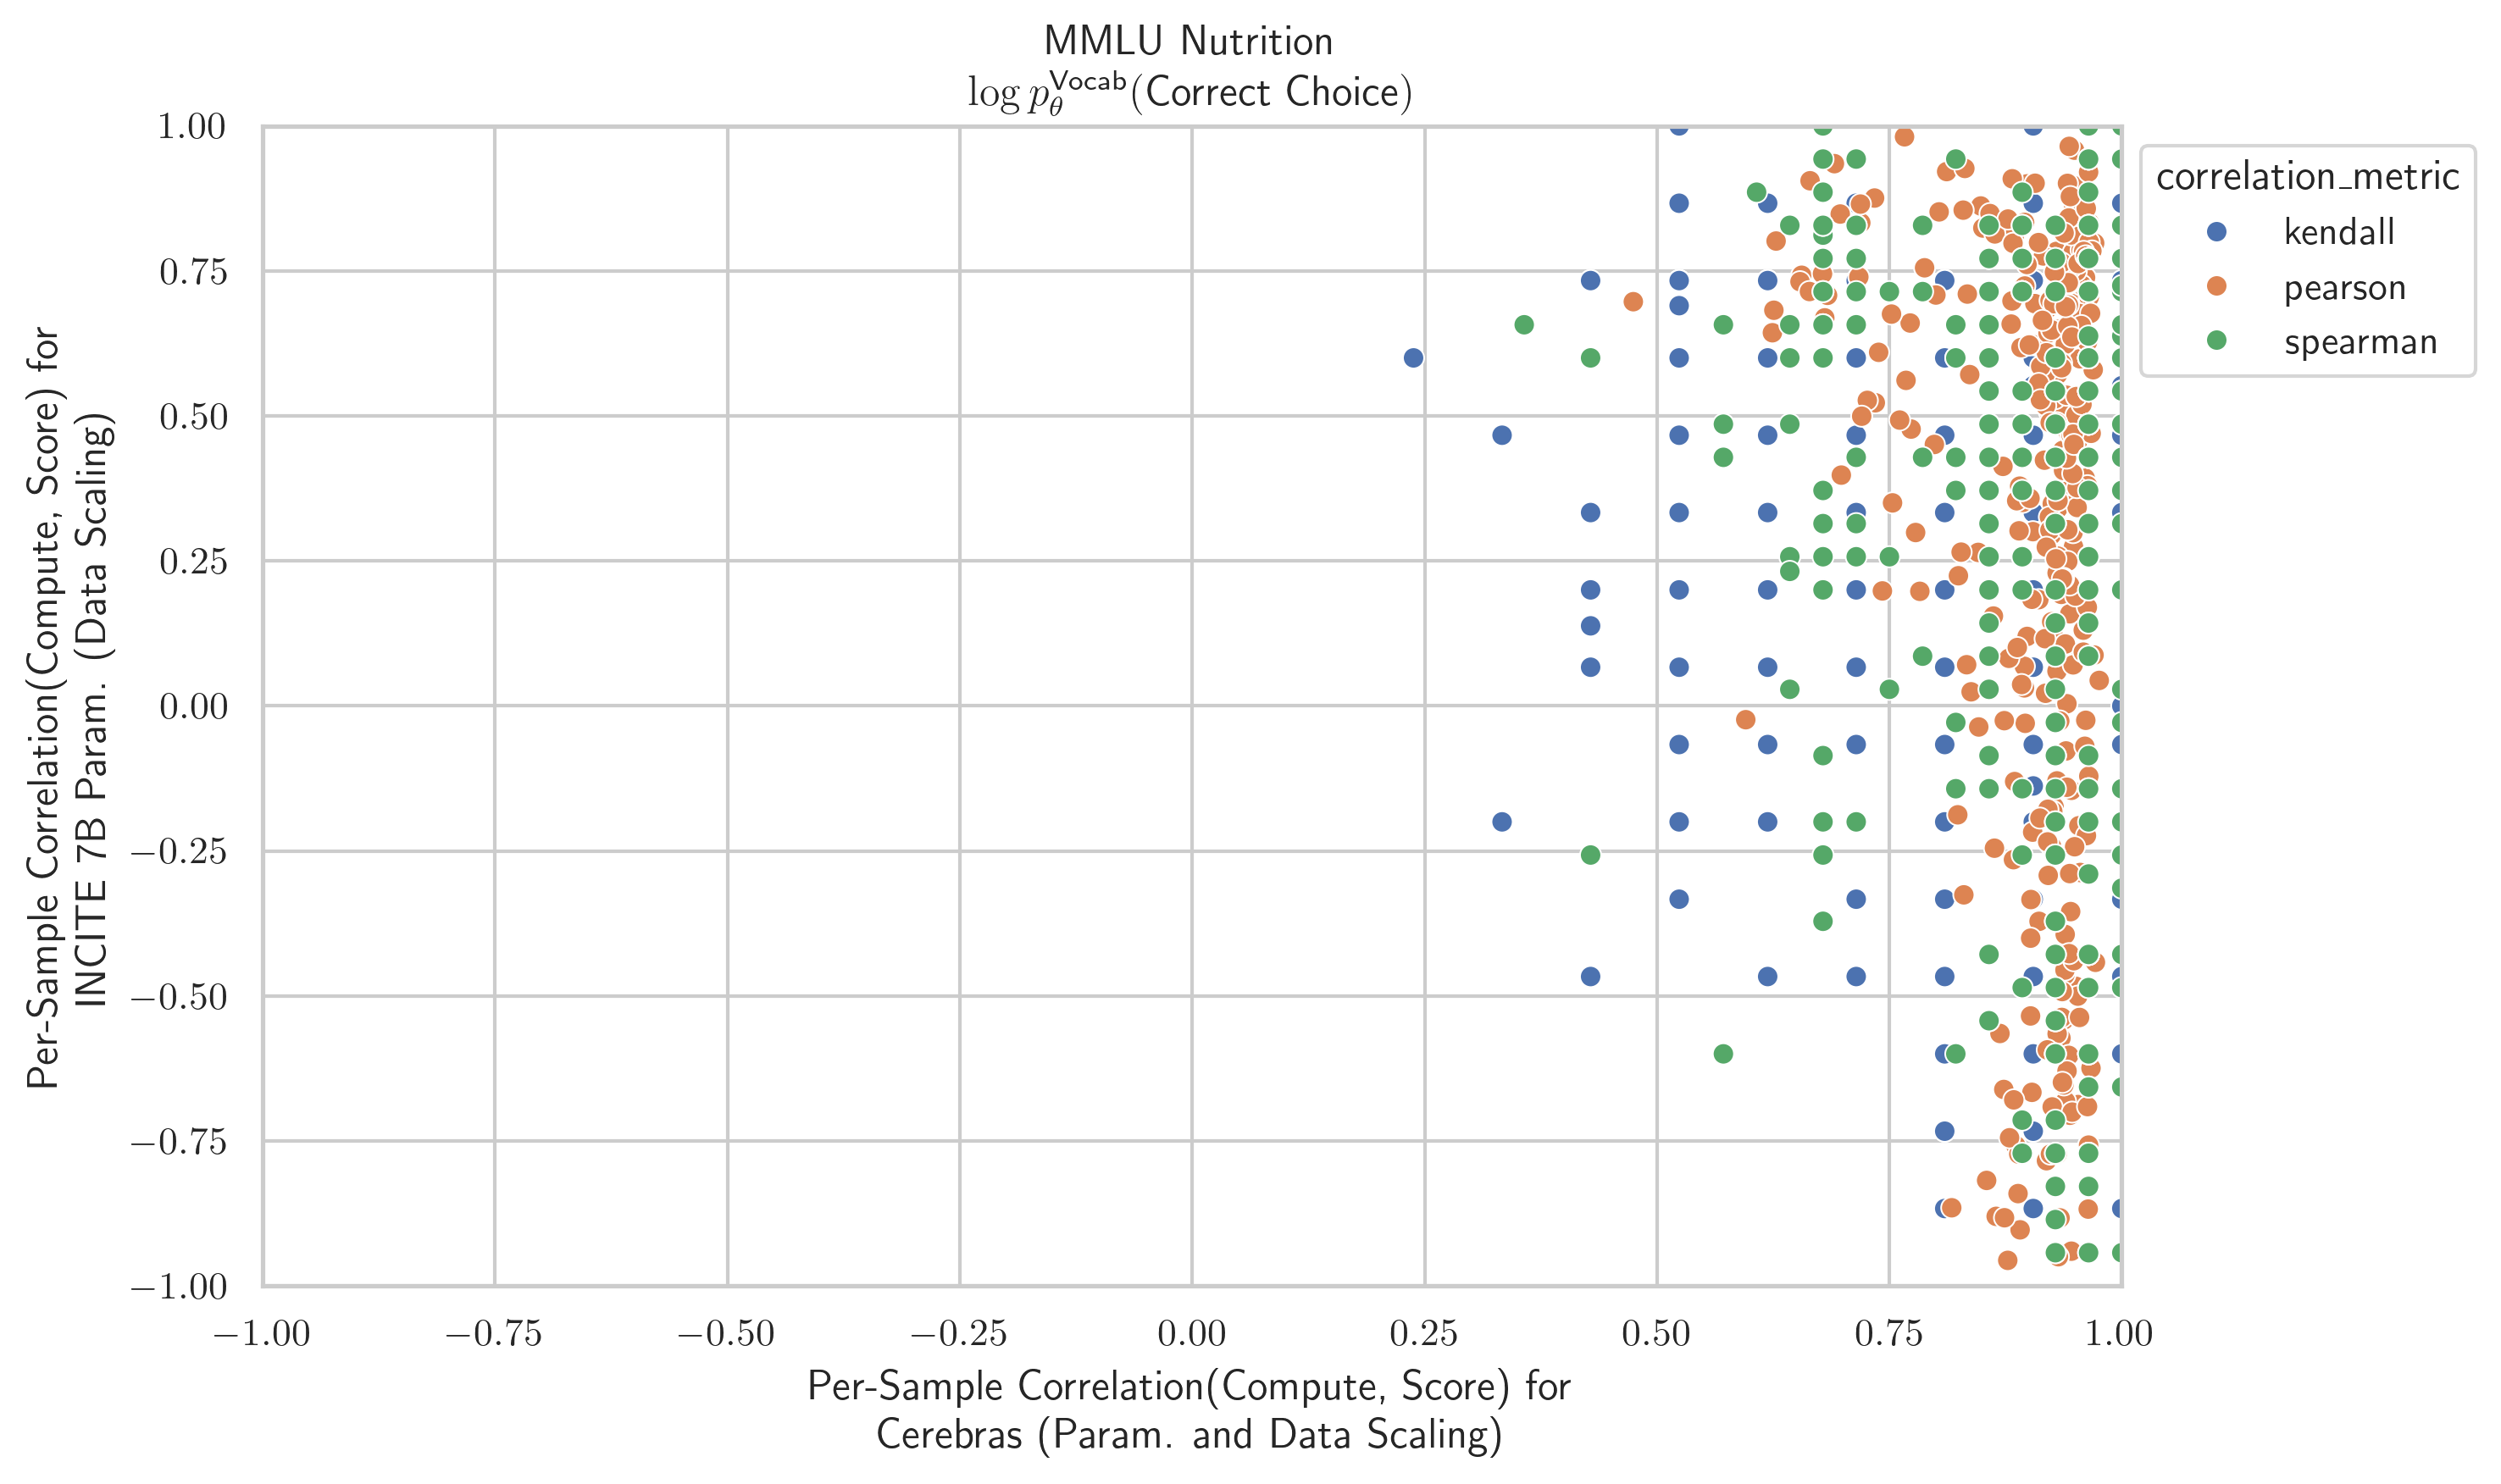 MMLU Nutrition
log p_θ^Vocab(Correct Choice)
Per-Sample Correlation(Compute, Score) for
INCITE 7B Param. (Data Scaling)
1.00
0.75
0.50
0.25
0.00
−0.25
−0.50
−0.75
−1.00
−1.00 −0.75 −0.50 −0.25 0.00 0.25 0.50 0.75 1.00
Per-Sample Correlation(Compute, Score) for
Cerebras (Param. and Data Scaling)
correlation_metric
kendall
pearson
spearman